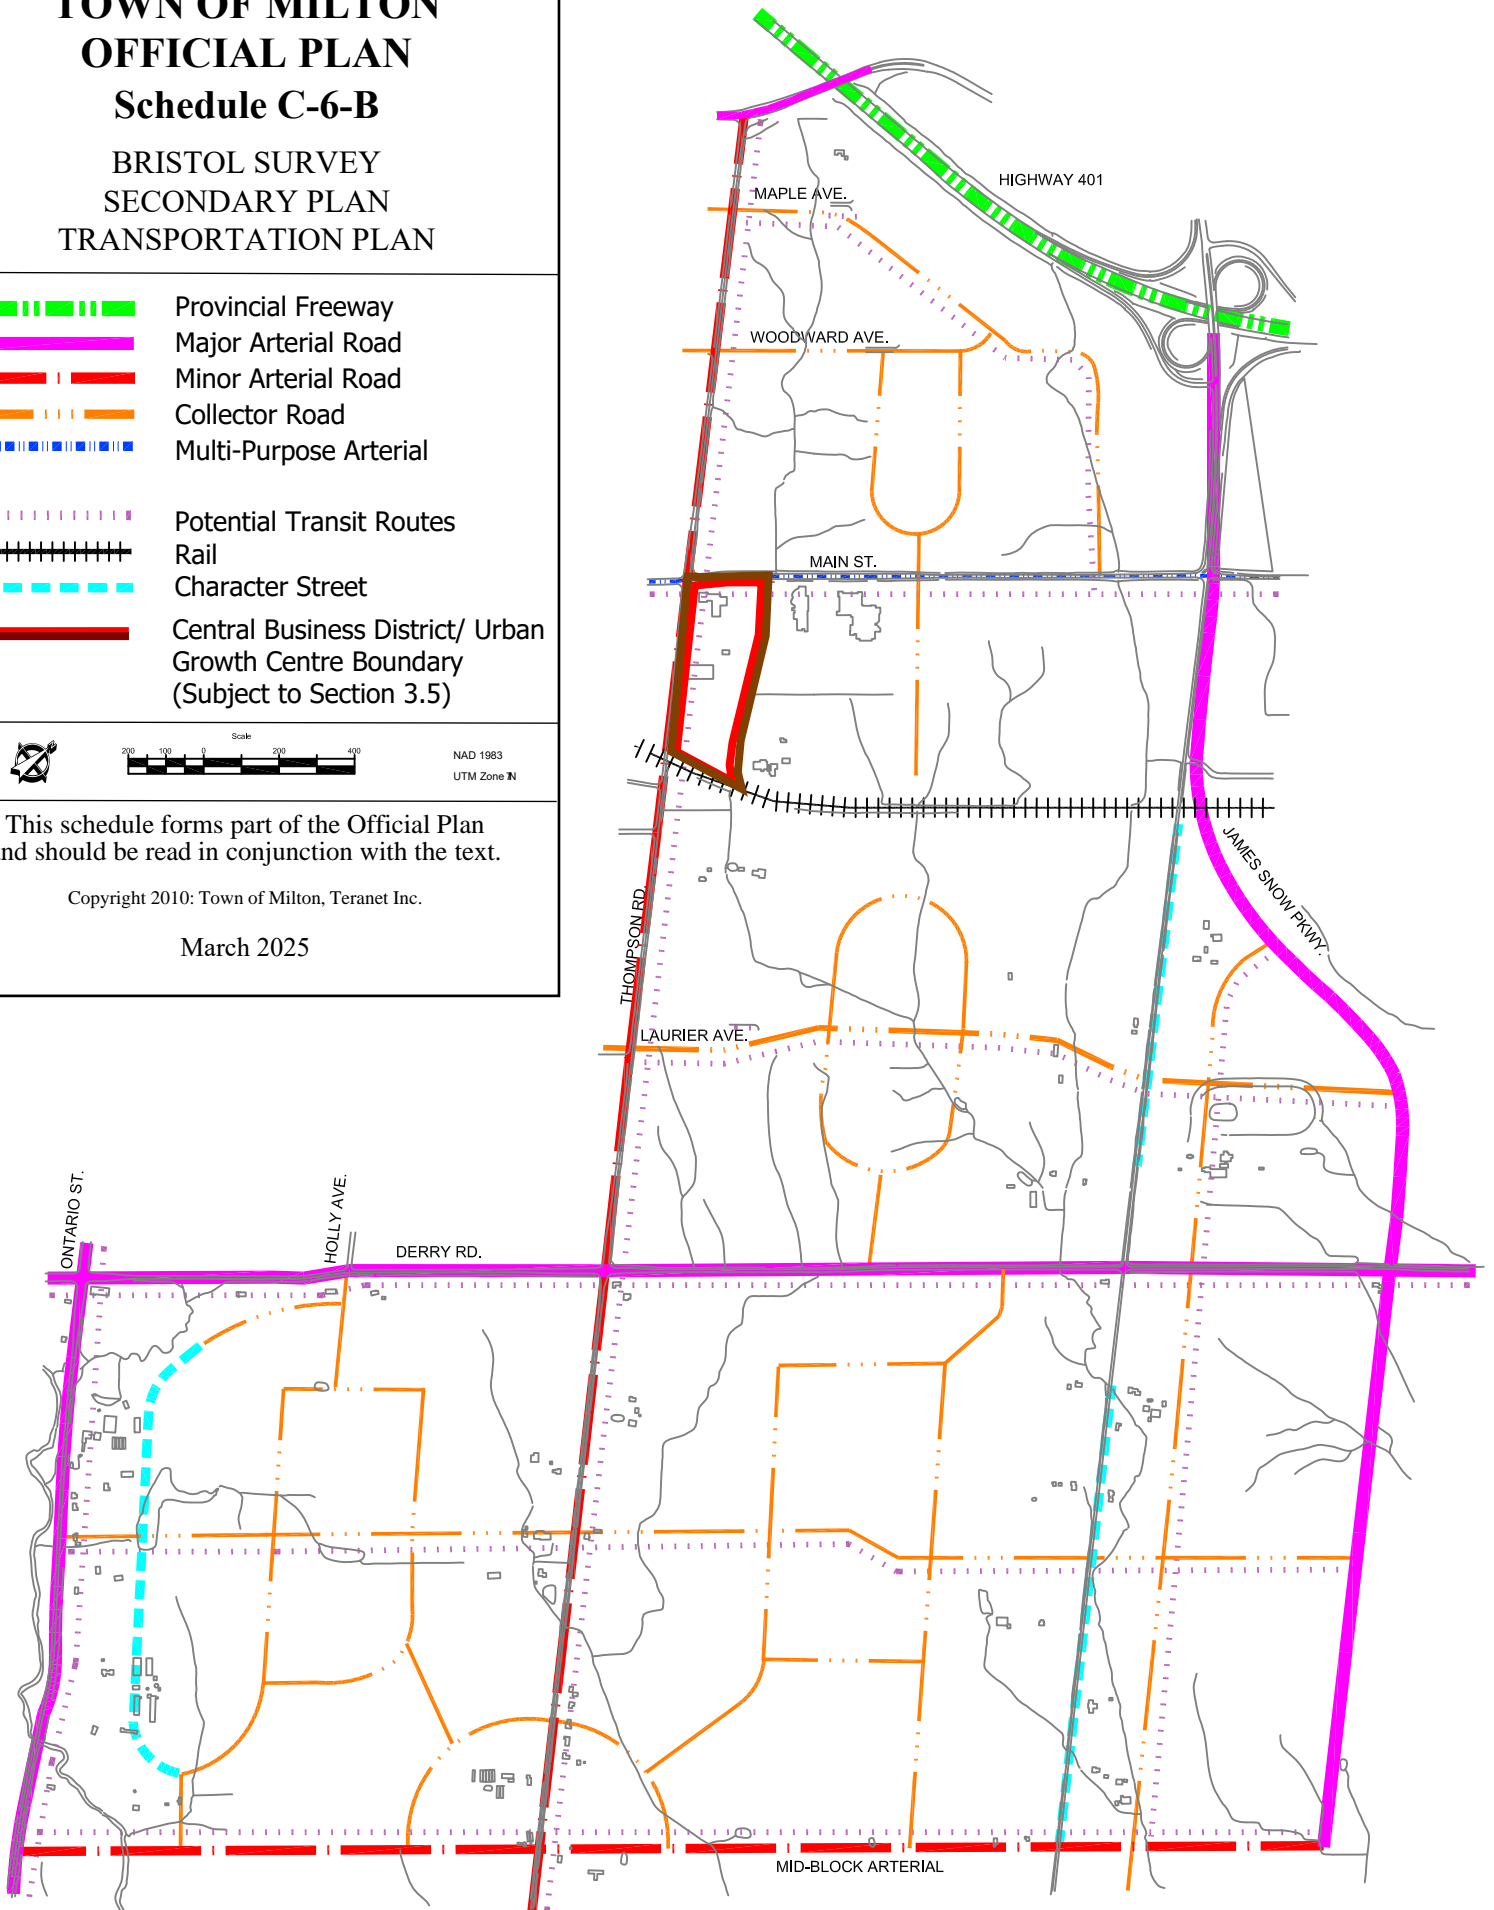 TOWN OF MILTON
OFFICIAL PLAN
Schedule C-6-B
BRISTOL SURVEY
SECONDARY PLAN
TRANSPORTATION PLAN
Provincial Freeway
Major Arterial Road
Minor Arterial Road
Collector Road
Multi-Purpose Arterial
Potential Transit Routes
Rail
Character Street
Central Business District/ Urban
Growth Centre Boundary
(Subject to Section 3.5)
Scale
200 100 0 200 400
NAD 1983
UTM Zone
This schedule forms part of the Official Plan
and should be read in conjunction with the text.
Copyright 2010: Town of Milton, Teranet Inc.
March 2025
HIGHWAY 401
MAPLE AVE.
WOODWARD AVE.
MAIN ST.
JAMES SNOW PKWY.
THOMPSON RD.
LAURIER AVE.
ONTARIO ST.
HOLLY AVE.
DERRY RD.
MID-BLOCK ARTERIAL